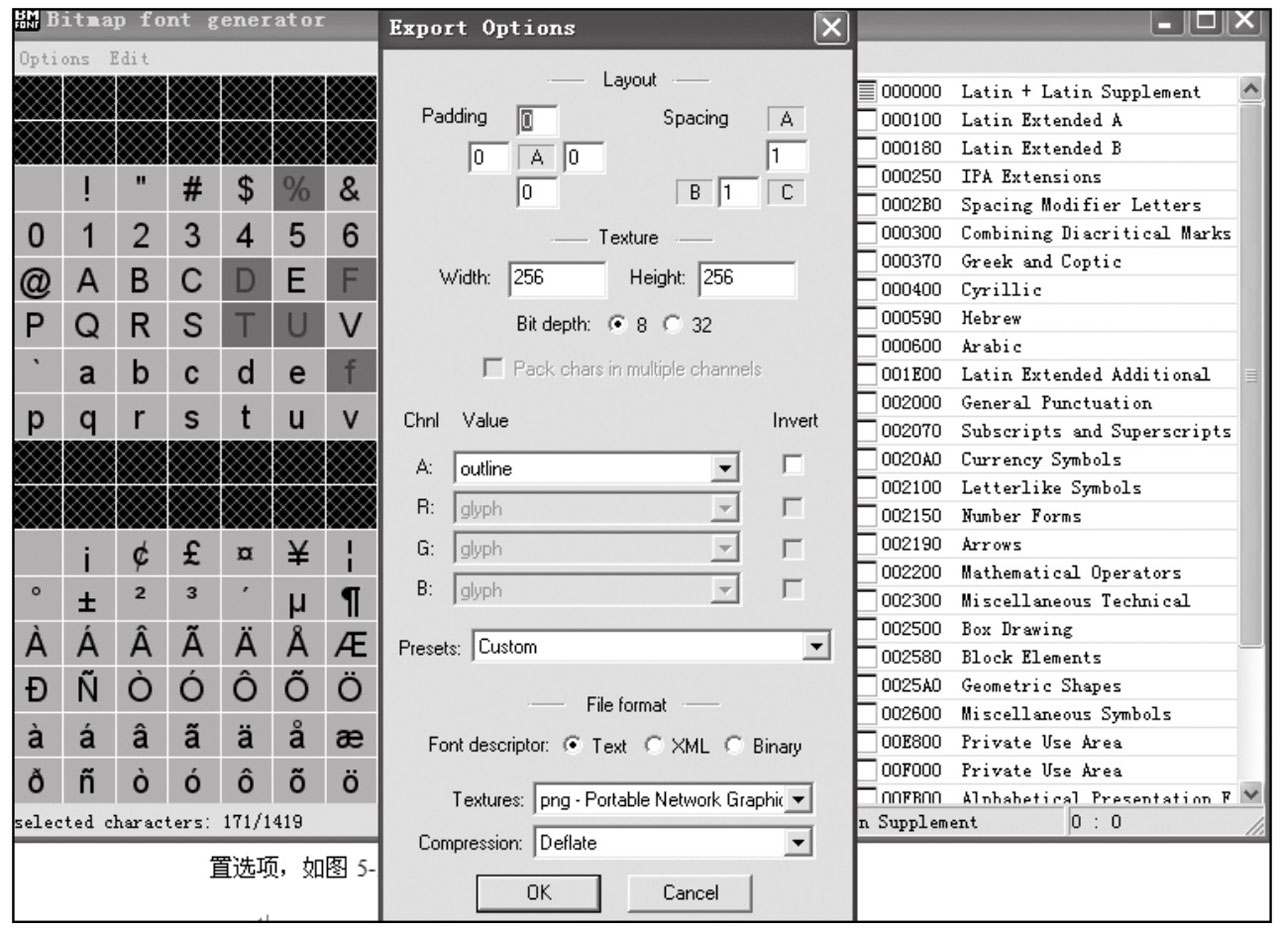 BM FONT Bitmap font generator
Options Edit
! " # $ % &
0 1 2 3 4 5 6
@ A B C D E F
P Q R S T U V
` a b c d e f
p q r s t u v
¡ ¢ £ ¤ ¥ ¦
° ± ² ³ ´ µ ¶
À Á Â Ã Ä Å Æ
Ð Ñ Ò Ó Ô Õ Ö
à á â ã ä å æ
ð ñ ò ó ô õ ö
selected characters: 171/1419
置选项，如图 5-
Export Options
Layout
Padding 0 Spacing A
0 A 0 1
0 B 1 C
Texture
Width: 256 Height: 256
Bit depth: 8 32
Pack chars in multiple channels
Chnl Value Invert
A: outline
R: glyph
G: glyph
B: glyph
Presets: Custom
File format
Font descriptor: Text XML Binary
Textures: png - Portable Network Graphic
Compression: Deflate
OK Cancel
000000 Latin + Latin Supplement
000100 Latin Extended A
000180 Latin Extended B
000250 IPA Extensions
0002B0 Spacing Modifier Letters
000300 Combining Diacritical Marks
000370 Greek and Coptic
000400 Cyrillic
000590 Hebrew
000600 Arabic
001E00 Latin Extended Additional
002000 General Punctuation
002070 Subscripts and Superscripts
0020A0 Currency Symbols
002100 Letterlike Symbols
002150 Number Forms
002190 Arrows
002200 Mathematical Operators
002300 Miscellaneous Technical
002500 Box Drawing
002580 Block Elements
0025A0 Geometric Shapes
002600 Miscellaneous Symbols
00E800 Private Use Area
00F000 Private Use Area
00FB00 Alphabetical Presentation F
n Supplement 0 : 0